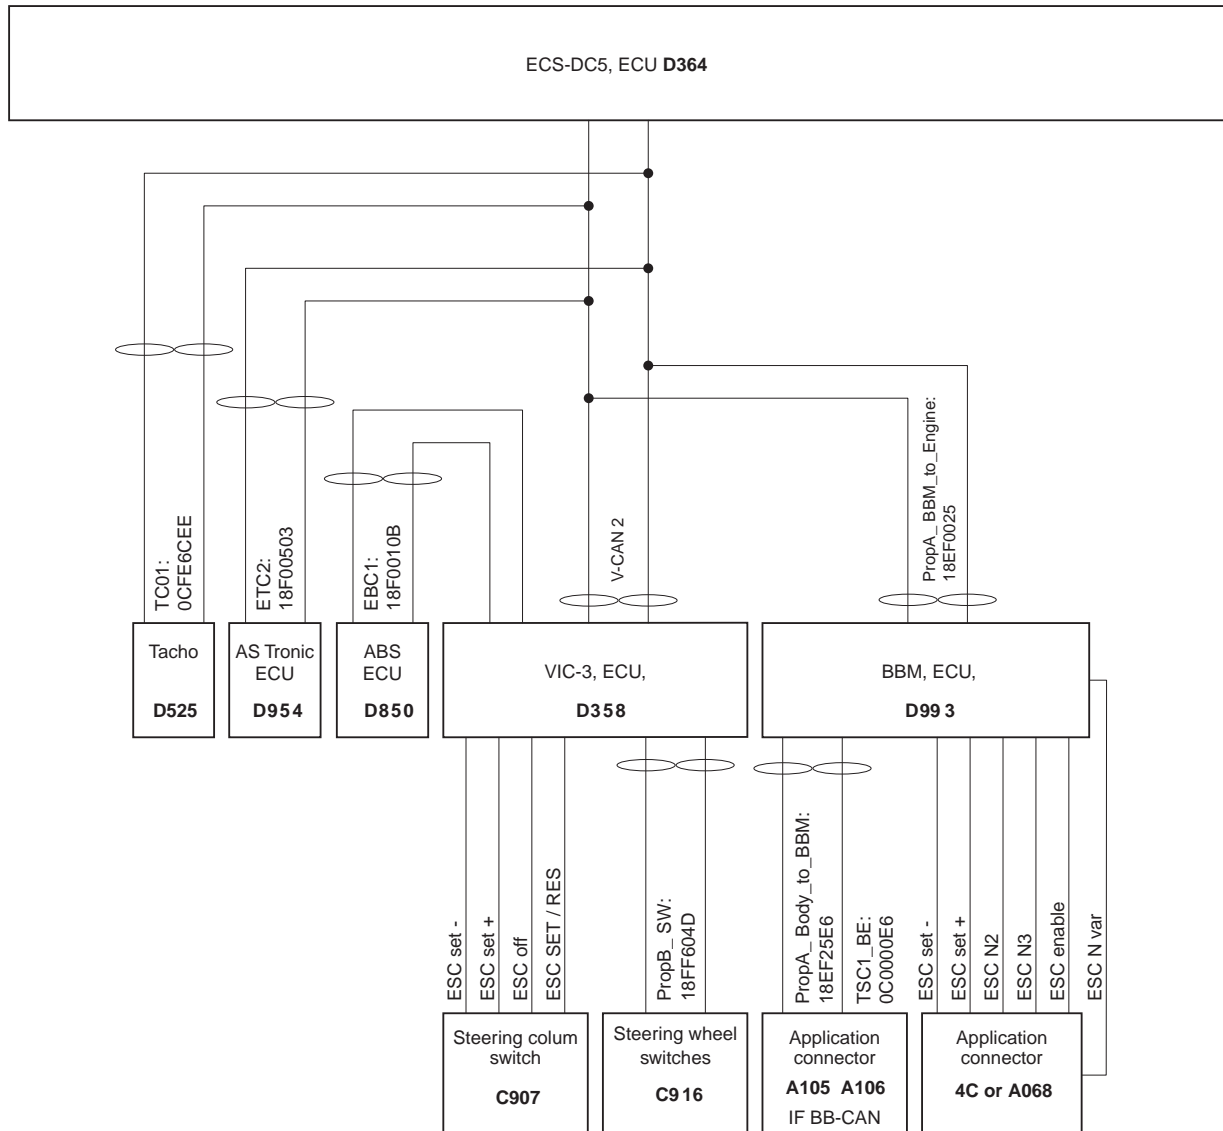 ECS-DC5, ECU D364
TC01:
0CFE6CEE
ETC2:
18F00503
EBC1:
18F0010B
V-CAN 2
PropA_ BBM_to_Engine:
18EF0025
Tacho
D525
AS Tronic
ECU
D954
ABS
ECU
D850
VIC-3, ECU,
D358
BBM, ECU,
D993
ESC set -
ESC set +
ESC off
ESC SET / RES
PropB_ SW:
18FF604D
PropA_ Body_to_BBM:
18EF25E6
TSC1_BE:
0C0000E6
ESC set -
ESC set +
ESC N2
ESC N3
ESC enable
ESC N var
Steering colum
switch
C907
Steering wheel
switches
C916
Application
connector
A105 A106
IF BB-CAN
Application
connector
4C or A068